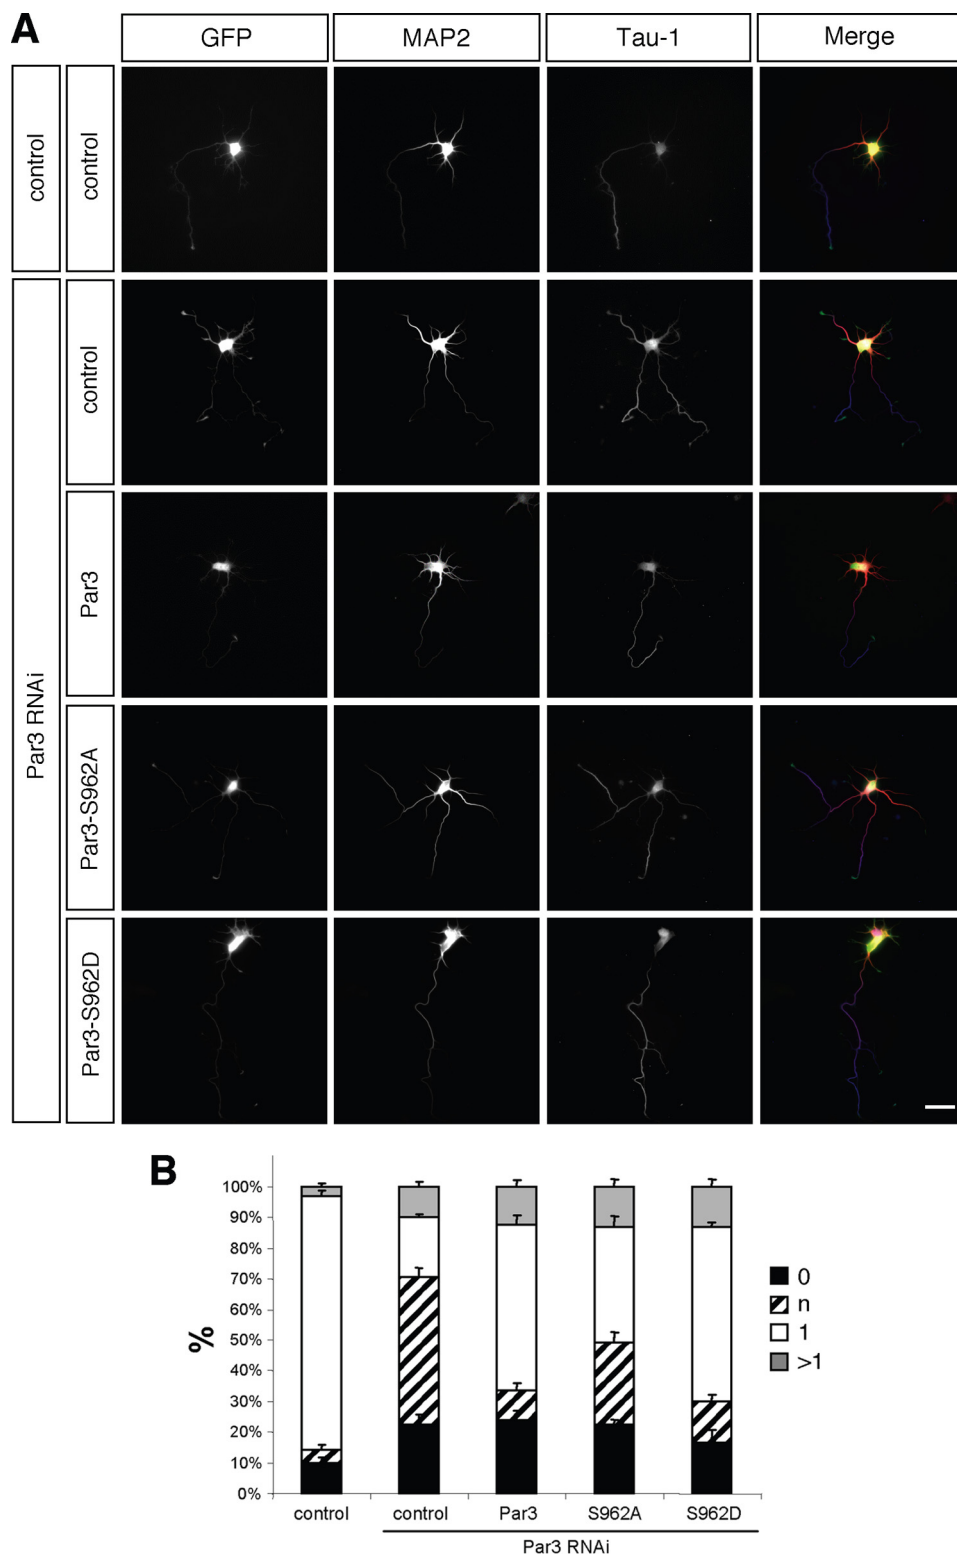 A
GFP MAP2 Tau-1 Merge
control control
Par3 RNAi
control
Par3
Par3-S962A
Par3-S962D
B
100%
90%
80%
70%
60%
50%
40%
30%
20%
10%
0%
%
0
n
1
>1
control control Par3 S962A S962D
Par3 RNAi